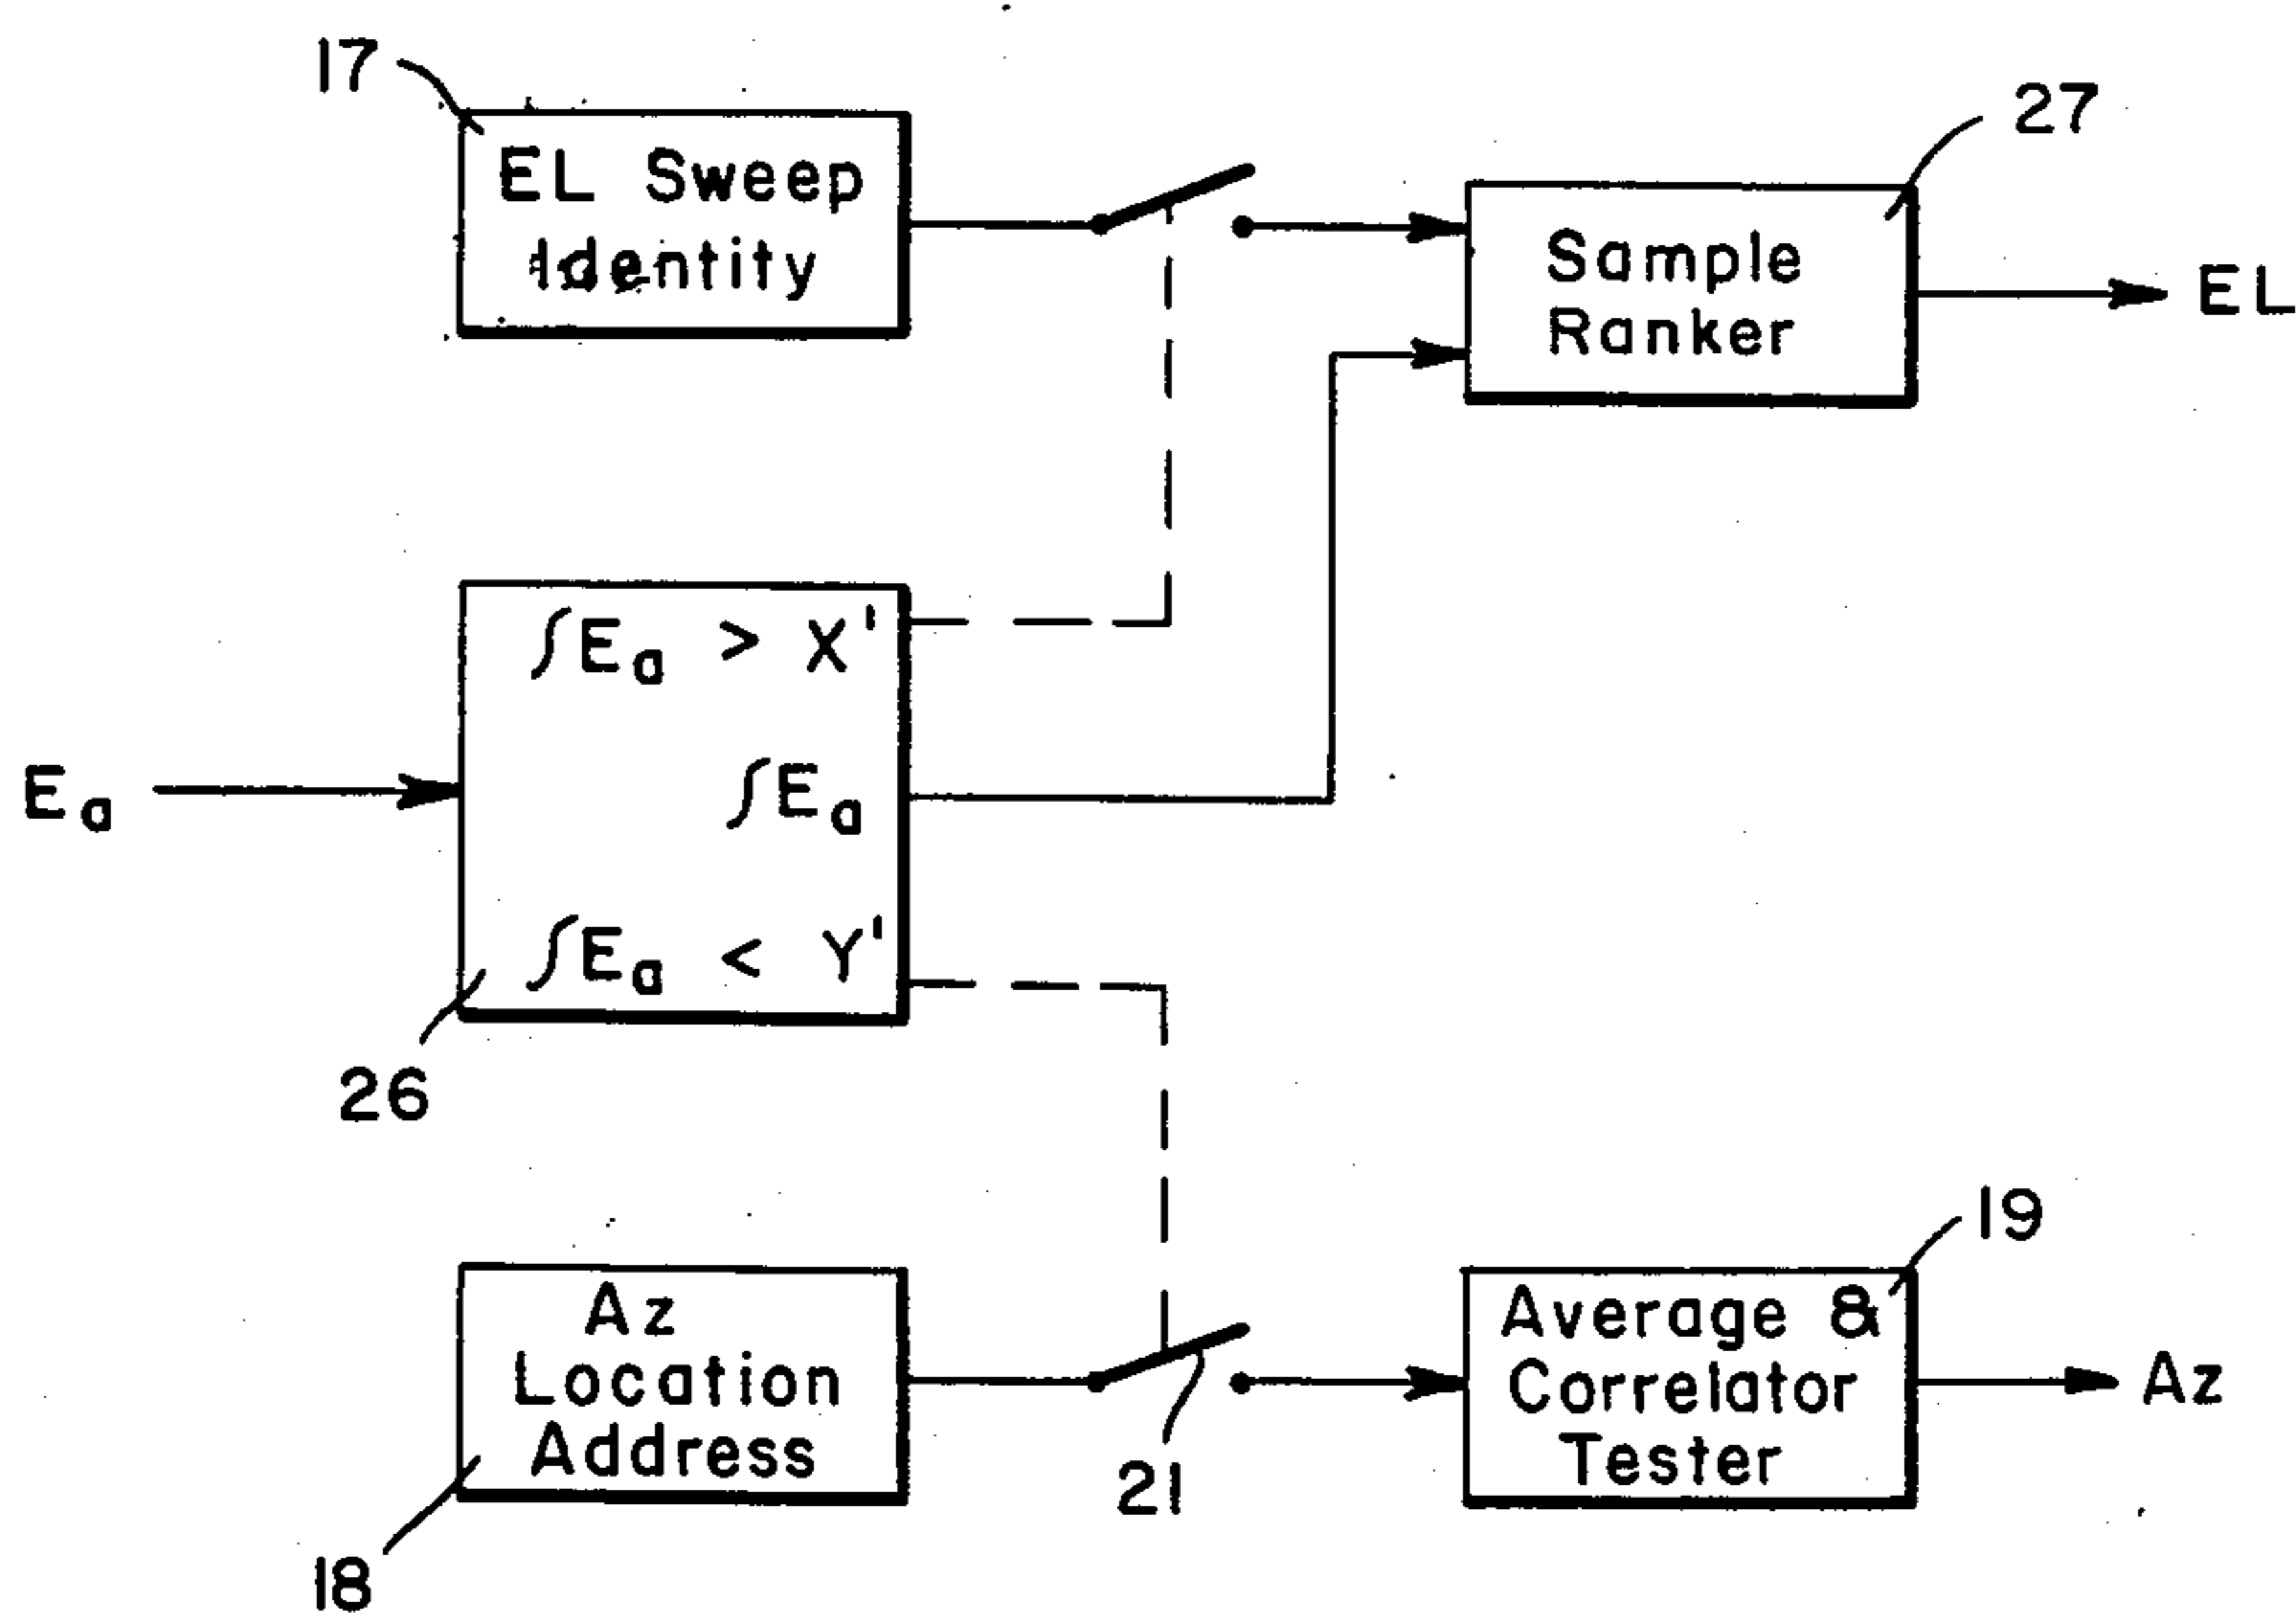 17
EL Sweep
Identity
27
Sample
Ranker
EL
∫Ea > X'
Ea
∫Ea
∫Ea < Y'
26
19
Az
Location
Address
Average &
Correlator
Tester
Az
21
18